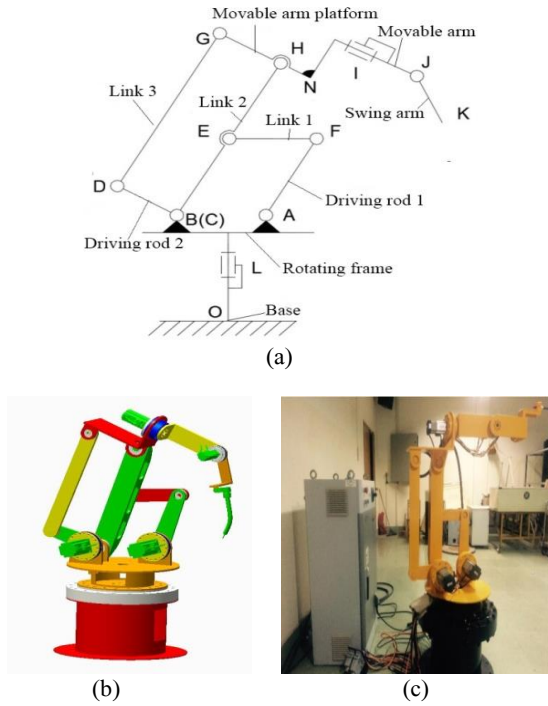 Movable arm platform
G
H
Movable arm
J
I
N
Link 3
Link 2
Swing arm
K
E
Link 1
F
D
B(C)
A
Driving rod 1
Driving rod 2
L
Rotating frame
O
Base
(a)
(b)
(c)